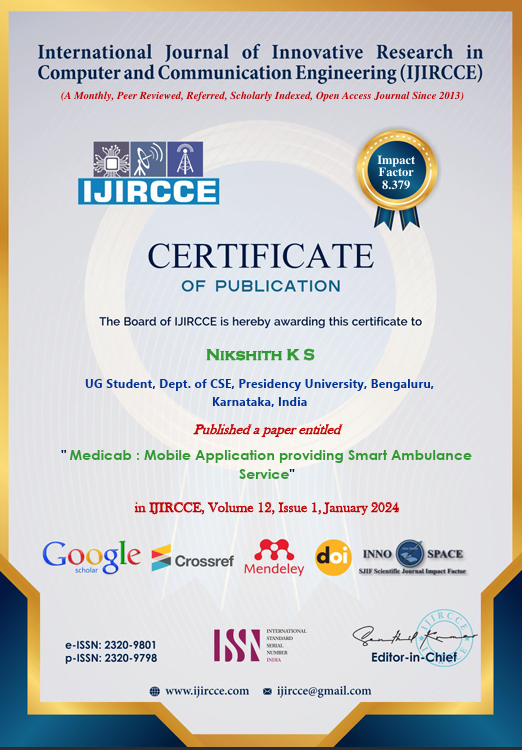 International Journal of Innovative Research in
Computer and Communication Engineering (IJIRCCE)
(A Monthly, Peer Reviewed, Referred, Scholarly Indexed, Open Access Journal Since 2013)
IJIRCCE
Impact
Factor
8.379
CERTIFICATE
OF PUBLICATION
The Board of IJIRCCE is hereby awarding this certificate to
NIKSHITH K S
UG Student, Dept. of CSE, Presidency University, Bengaluru,
Karnataka, India
Published a paper entitled
" Medicab : Mobile Application providing Smart Ambulance
Service"
in IJIRCCE, Volume 12, Issue 1, January 2024
Google
scholar
Crossref
Mendeley
doi
INNO SPACE
SJIF Scientific Journal Impact Factor
e-ISSN: 2320-9801
p-ISSN: 2320-9798
ISSN
INTERNATIONAL
STANDARD
SERIAL
NUMBER
INDIA
IJIRCCE
Senthil Kumar
Editor-in-Chief
www.ijircce.com ijircce@gmail.com